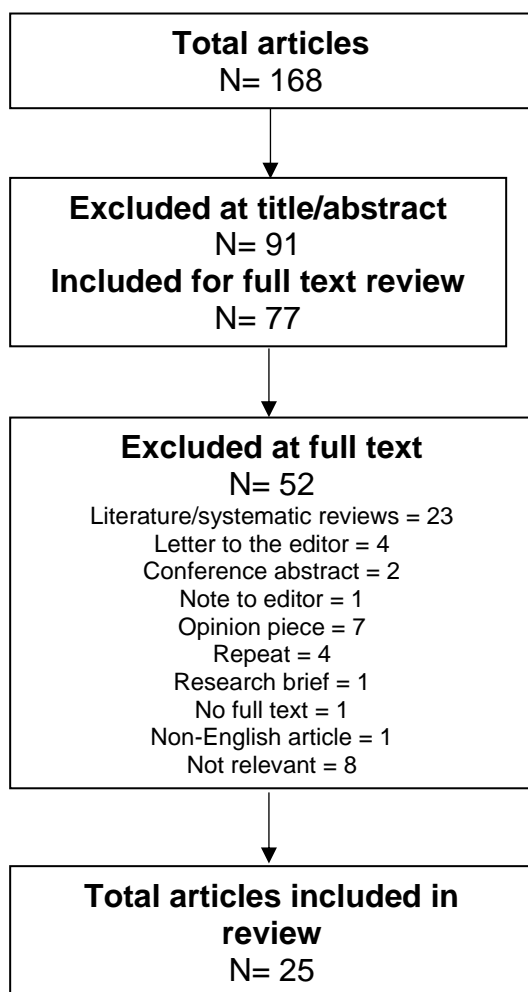 Total articles
N= 168
Excluded at title/abstract
N= 91
Included for full text review
N= 77
Excluded at full text
N= 52
Literature/systematic reviews = 23
Letter to the editor = 4
Conference abstract = 2
Note to editor = 1
Opinion piece = 7
Repeat = 4
Research brief = 1
No full text = 1
Non-English article = 1
Not relevant = 8
Total articles included in
review
N= 25